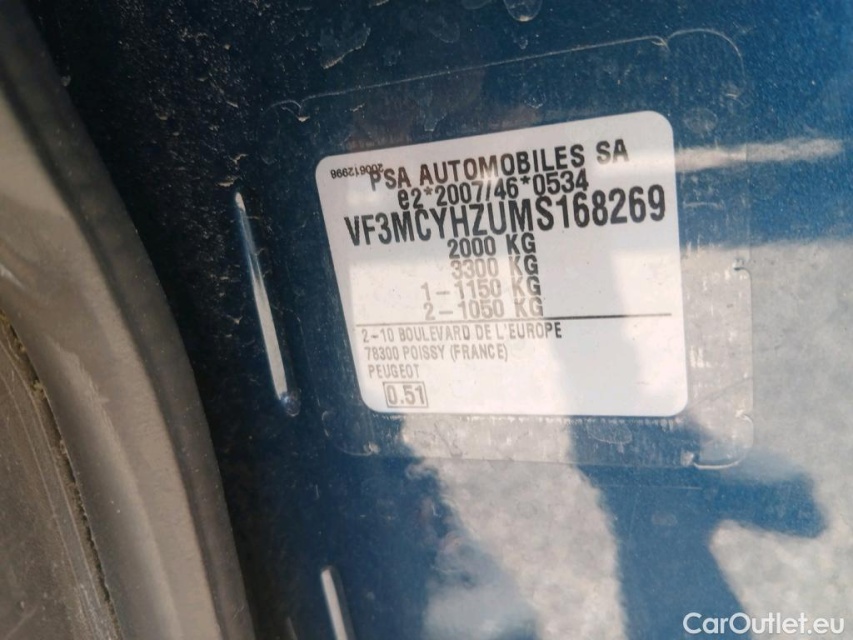 200612996
PSA AUTOMOBILES SA
e2*2007/46*0534
VF3MCYHZUMS168269
2000 KG
3300 KG
1-1150 KG
2-1050 KG
2-10 BOULEVARD DE L'EUROPE
78300 POISSY (FRANCE)
PEUGEOT
0.51
CarOutlet.eu